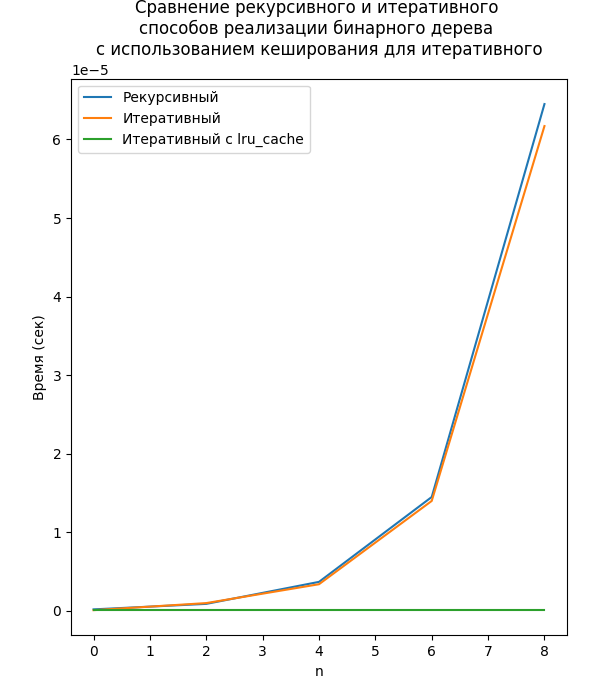 Сравнение рекурсивного и итеративного
способов реализации бинарного дерева
с использованием кеширования для итеративного
1e−5
Рекурсивный
Итеративный
Итеративный с lru_cache
6
5
4
3
2
1
0
Время (сек)
0 1 2 3 4 5 6 7 8
n